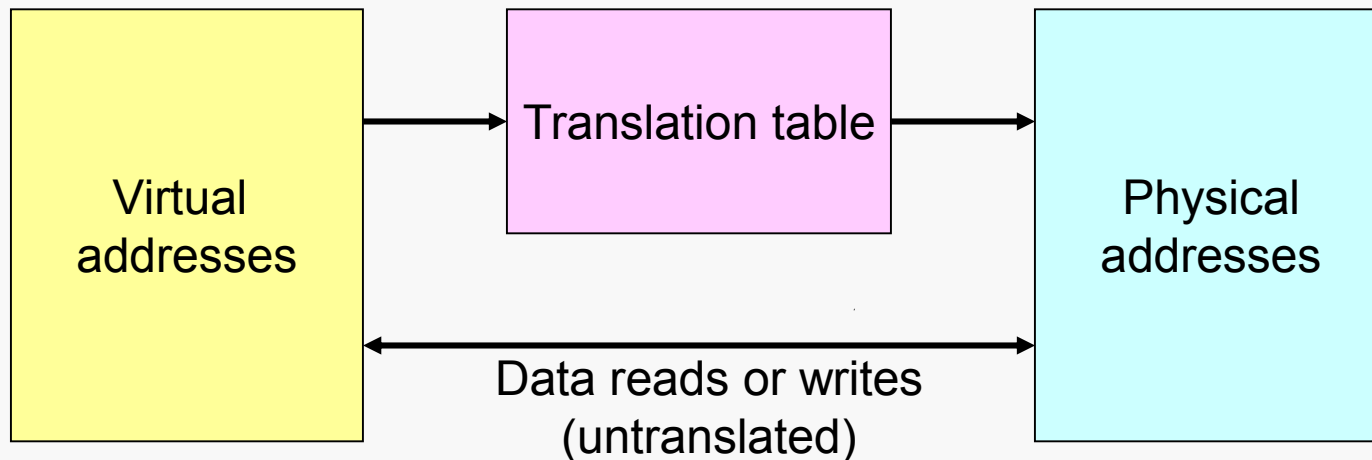 Virtual
addresses
Translation table
Physical
addresses
Data reads or writes
(untranslated)